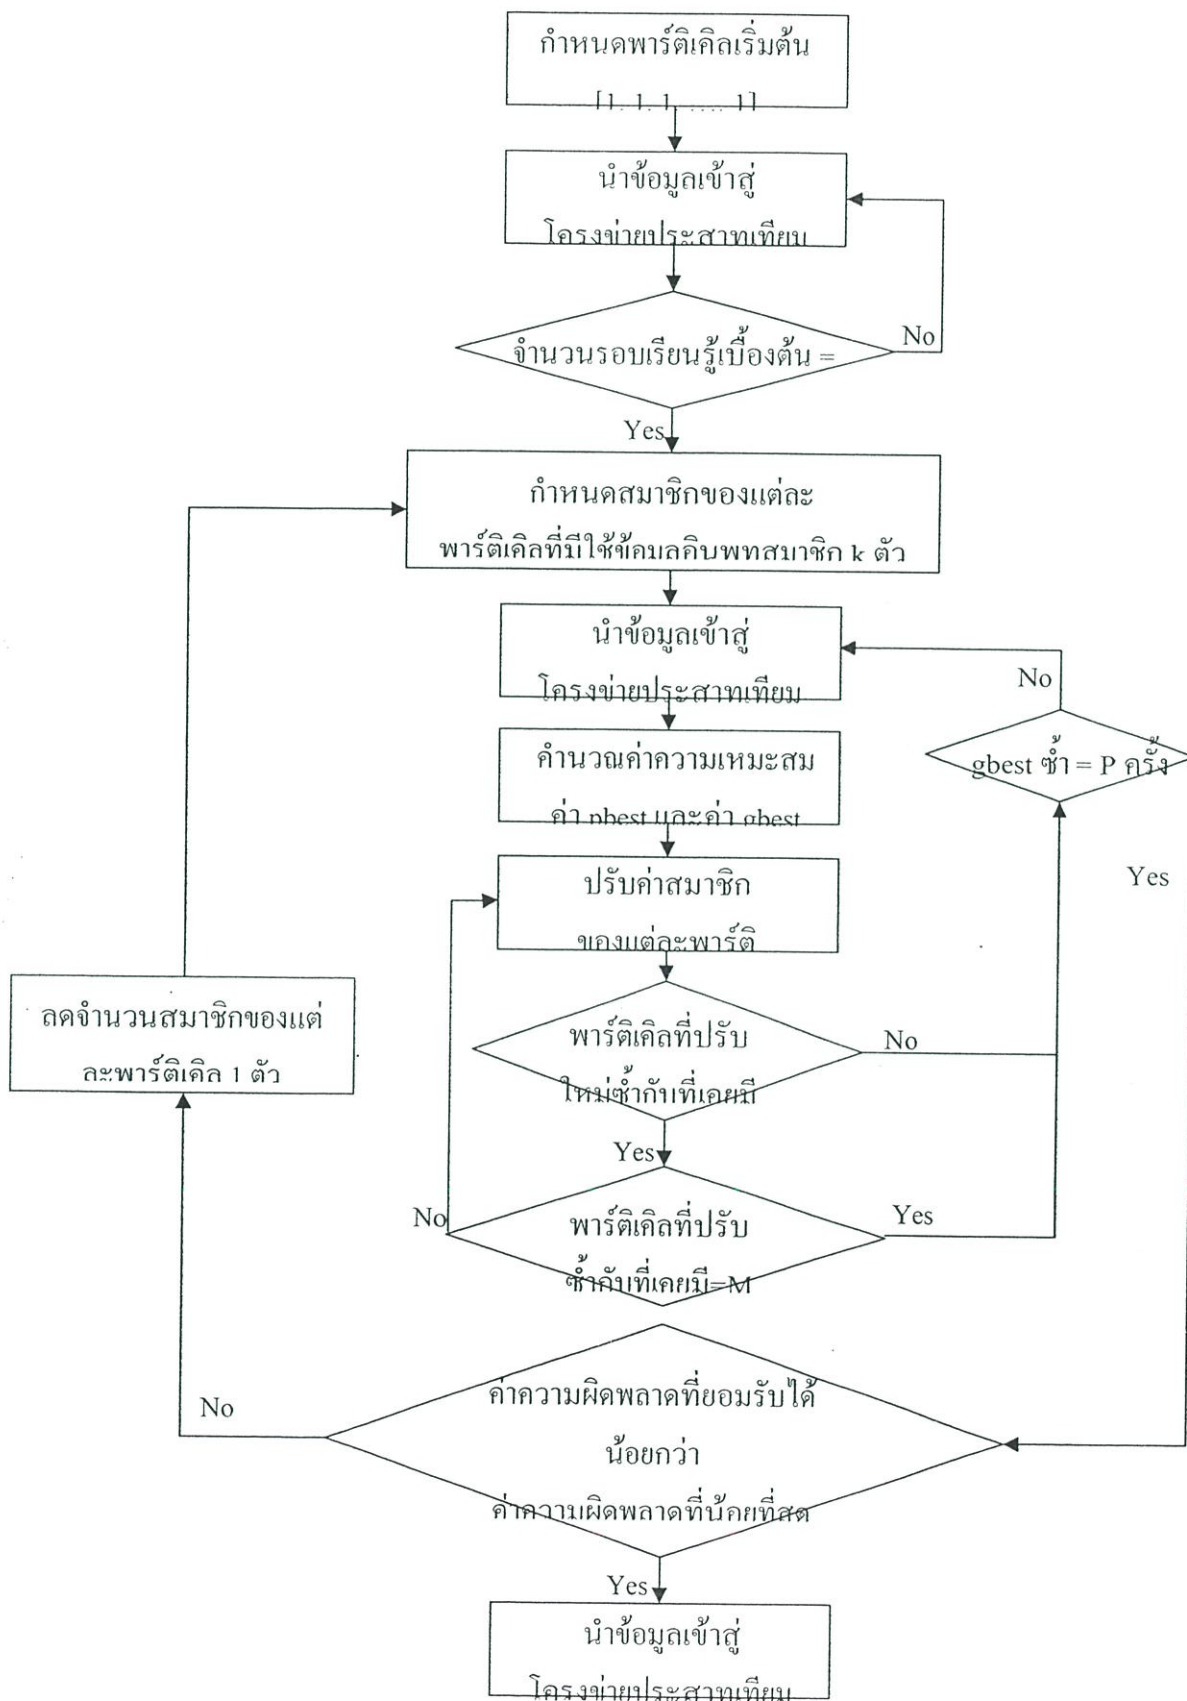 กำหนดพาร์ติเคิลเริ่มต้น
[1, 1, 1, ..., 1]
นำข้อมูลเข้าสู่
โครงข่ายประสาทเทียม
No
จำนวนรอบเรียนรู้เบื้องต้น =
Yes
กำหนดสมาชิกของแต่ละ
พาร์ติเคิลที่มีใช้ข้อมูลอินพุทสมาชิก k ตัว
นำข้อมูลเข้าสู่
โครงข่ายประสาทเทียม
No
gbest ซ้ำ = P ครั้ง
คำนวณค่าความเหมะสม
ค่า pbest และค่า gbest
Yes
ปรับค่าสมาชิก
ของแต่ละพาร์ติ
ลดจำนวนสมาชิกของแต่
ละพาร์ติเคิล 1 ตัว
พาร์ติเคิลที่ปรับ
ใหม่ซ้ำกับที่เคยมี
No
Yes
No
พาร์ติเคิลที่ปรับ
ซ้ำกับที่เคยมี=M
Yes
ค่าความผิดพลาดที่ยอมรับได้
น้อยกว่า
ค่าความผิดพลาดที่น้อยที่สุด
No
Yes
นำข้อมูลเข้าสู่
โครงข่ายประสาทเทียม